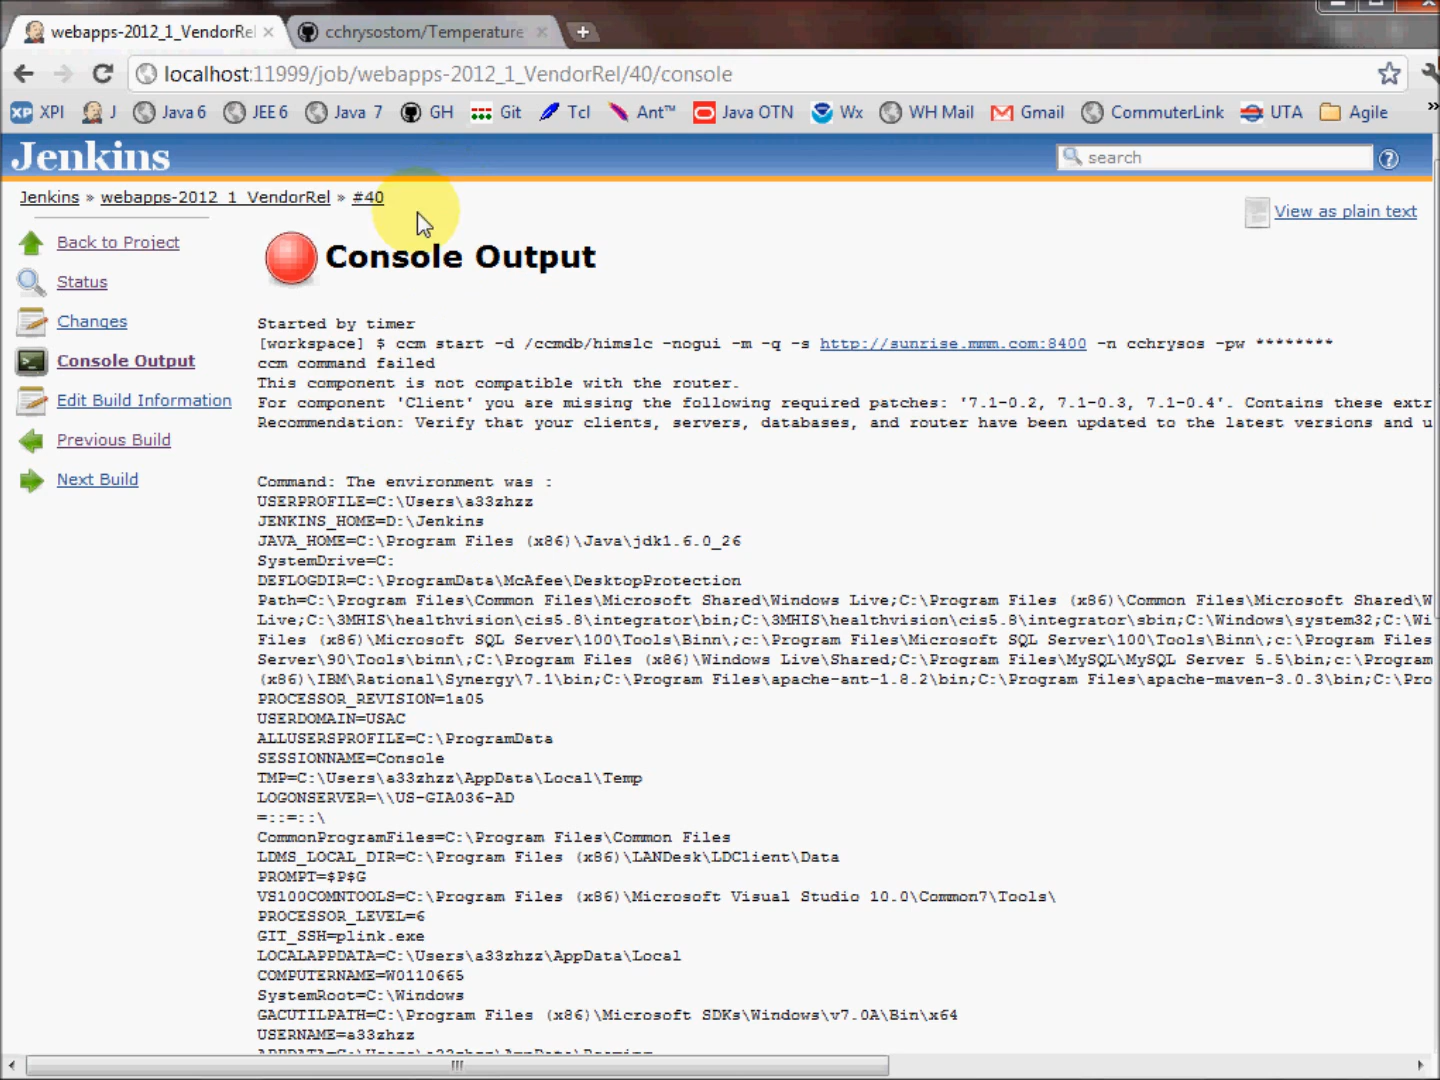 webapps-2012_1_VendorRel
cchrysostom/Temperature
localhost:11999/job/webapps-2012_1_VendorRel/40/console
XP XPI J Java 6 JEE 6 Java 7 GH Git Tcl Ant™ Java OTN Wx WH Mail Gmail CommuterLink UTA Agile »
Jenkins
search
Jenkins » webapps-2012_1_VendorRel » #40
View as plain text
Back to Project
Status
Changes
Console Output
Edit Build Information
Previous Build
Next Build
Console Output
Started by timer
[workspace] $ ccm start -d /ccmdb/himslc -nogui -m -q -s http://sunrise.mmm.com:8400 -n cchrysos -pw ********
ccm command failed
This component is not compatible with the router.
For component 'Client' you are missing the following required patches: '7.1-0.2, 7.1-0.3, 7.1-0.4'. Contains these extr
Recommendation: Verify that your clients, servers, databases, and router have been updated to the latest versions and u
Command: The environment was :
USERPROFILE=C:\Users\a33zhzz
JENKINS_HOME=D:\Jenkins
JAVA_HOME=C:\Program Files (x86)\Java\jdk1.6.0_26
SystemDrive=C:
DEFLOGDIR=C:\ProgramData\McAfee\DesktopProtection
Path=C:\Program Files\Common Files\Microsoft Shared\Windows Live;C:\Program Files (x86)\Common Files\Microsoft Shared\W
Live;C:\3MHIS\healthvision\cis5.8\integrator\bin;C:\3MHIS\healthvision\cis5.8\integrator\sbin;C:\Windows\system32;C:\Wi
Files (x86)\Microsoft SQL Server\100\Tools\Binn\;c:\Program Files\Microsoft SQL Server\100\Tools\Binn\;c:\Program Files
Server\90\Tools\binn\;C:\Program Files (x86)\Windows Live\Shared;C:\Program Files\MySQL\MySQL Server 5.5\bin;c:\Program
(x86)\IBM\Rational\Synergy\7.1\bin;C:\Program Files\apache-ant-1.8.2\bin;C:\Program Files\apache-maven-3.0.3\bin;C:\Pro
PROCESSOR_REVISION=1a05
USERDOMAIN=USAC
ALLUSERSPROFILE=C:\ProgramData
SESSIONNAME=Console
TMP=C:\Users\a33zhzz\AppData\Local\Temp
LOGONSERVER=\\US-GIA036-AD
=::=::\
CommonProgramFiles=C:\Program Files\Common Files
LDMS_LOCAL_DIR=C:\Program Files (x86)\LANDesk\LDClient\Data
PROMPT=$P$G
VS100COMNTOOLS=C:\Program Files (x86)\Microsoft Visual Studio 10.0\Common7\Tools\
PROCESSOR_LEVEL=6
GIT_SSH=plink.exe
LOCALAPPDATA=C:\Users\a33zhzz\AppData\Local
COMPUTERNAME=W0110665
SystemRoot=C:\Windows
GACUTILPATH=C:\Program Files (x86)\Microsoft SDKs\Windows\v7.0A\Bin\x64
USERNAME=a33zhzz